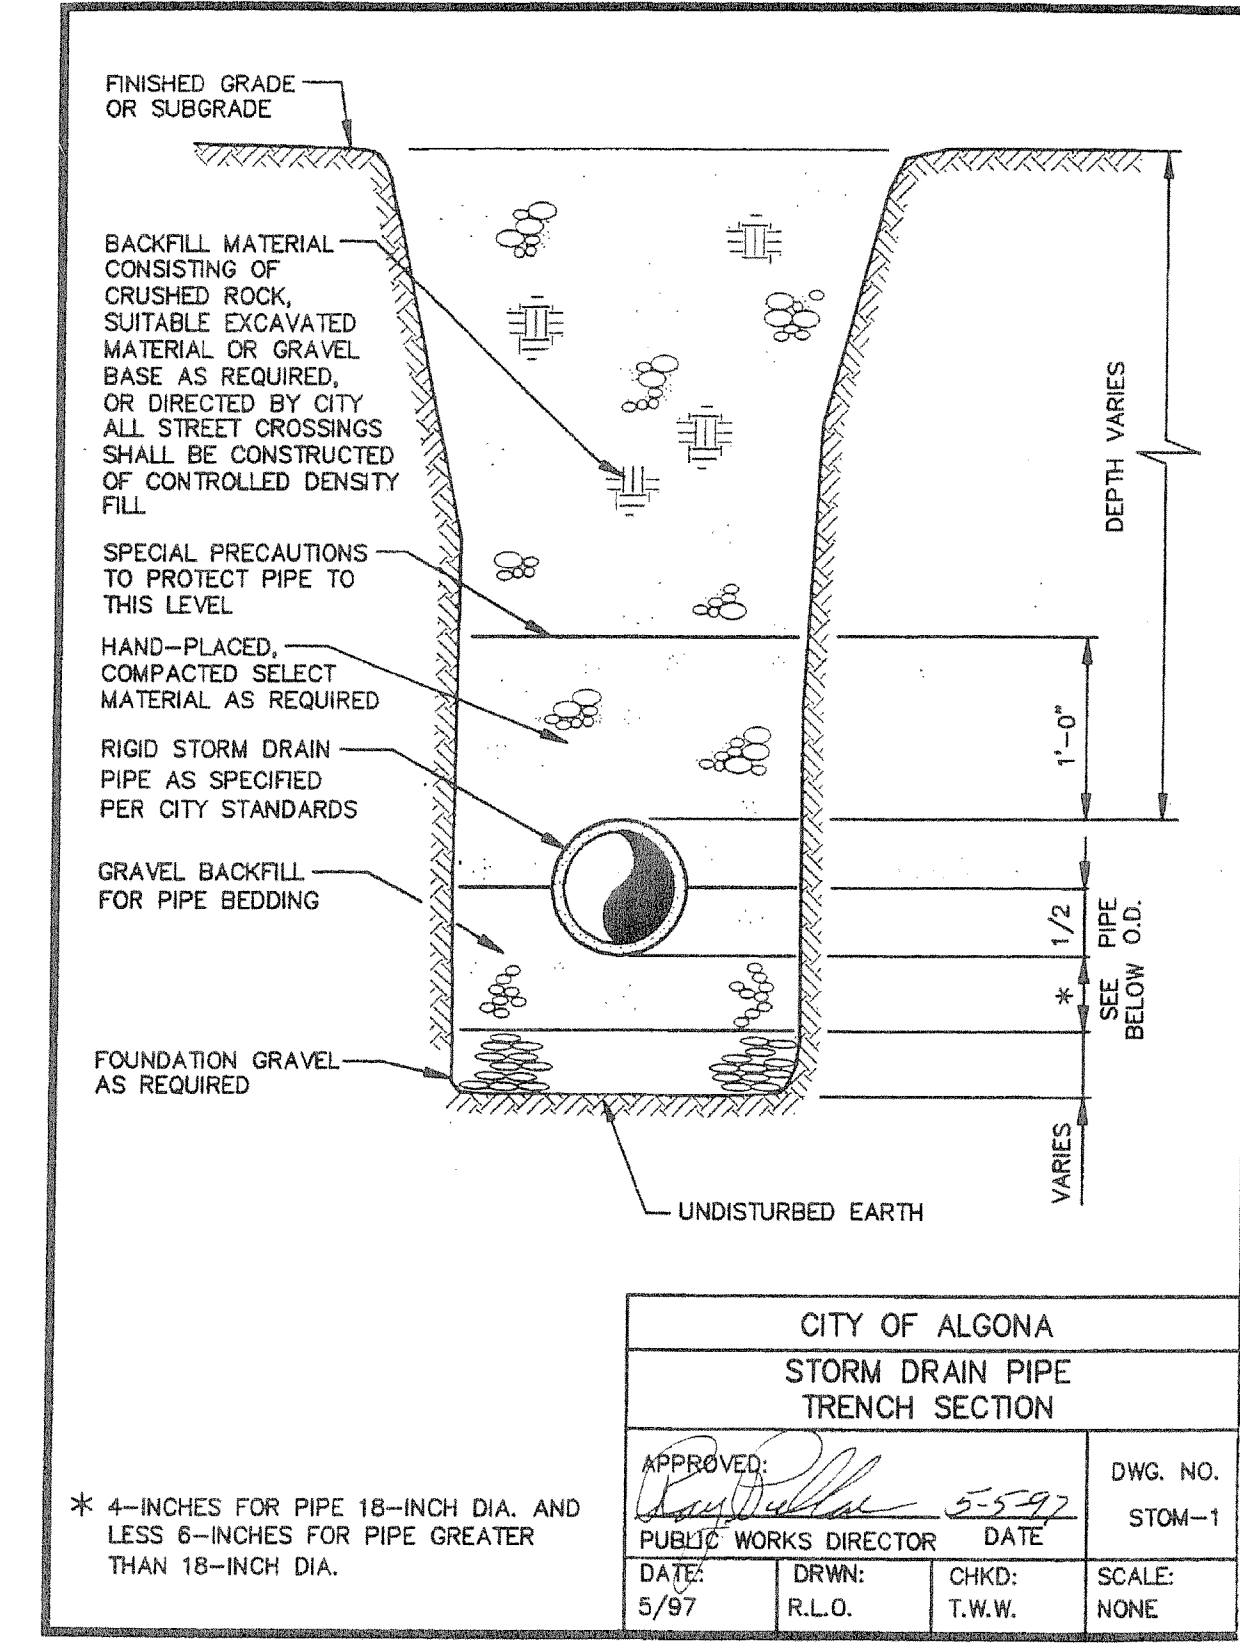 FINISHED GRADE
OR SUBGRADE
BACKFILL MATERIAL
CONSISTING OF
CRUSHED ROCK,
SUITABLE EXCAVATED
MATERIAL OR GRAVEL
BASE AS REQUIRED,
OR DIRECTED BY CITY
ALL STREET CROSSINGS
SHALL BE CONSTRUCTED
OF CONTROLLED DENSITY
FILL
SPECIAL PRECAUTIONS
TO PROTECT PIPE TO
THIS LEVEL
HAND-PLACED,
COMPACTED SELECT
MATERIAL AS REQUIRED
RIGID STORM DRAIN
PIPE AS SPECIFIED
PER CITY STANDARDS
GRAVEL BACKFILL
FOR PIPE BEDDING
FOUNDATION GRAVEL
AS REQUIRED
UNDISTURBED EARTH
DEPTH VARIES
1'-0"
1/2 PIPE
O.D.
* SEE
BELOW
VARIES
* 4-INCHES FOR PIPE 18-INCH DIA. AND
LESS 6-INCHES FOR PIPE GREATER
THAN 18-INCH DIA.
CITY OF ALGONA
STORM DRAIN PIPE
TRENCH SECTION
APPROVED:
5-5-97
PUBLIC WORKS DIRECTOR DATE
DWG. NO.
STOM-1
DATE:
5/97
DRWN:
R.L.O.
CHKD:
T.W.W.
SCALE:
NONE